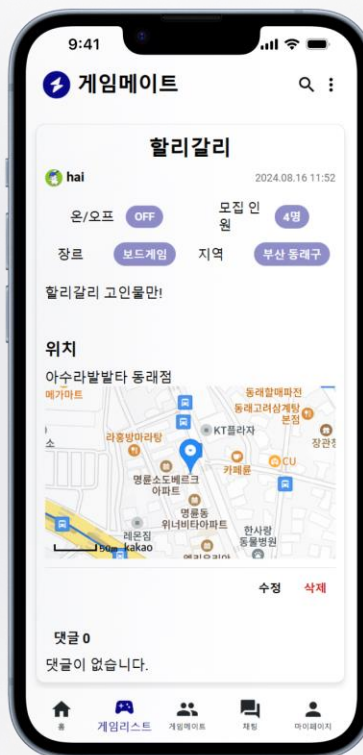 9:41
게임메이트
할리갈리
hai
2024.08.16 11:52
온/오프 OFF
모집 인
원
4명
장르 보드게임 지역 부산 동래구
할리갈리 고인물만!
위치
아수라발발타 동래점
메가마트
동래할매파전
동래고려삼계탕
본점
KT플라자
라홍방마라탕
장관청
카페륜
CU
명륜소도베르크
아파트
명륜동
위너비타아파트
레몬짐
한사랑
동물병원
50m kakao
수정 삭제
댓글 0
댓글이 없습니다.
홈 게임리스트 게임메이트 채팅 마이페이지